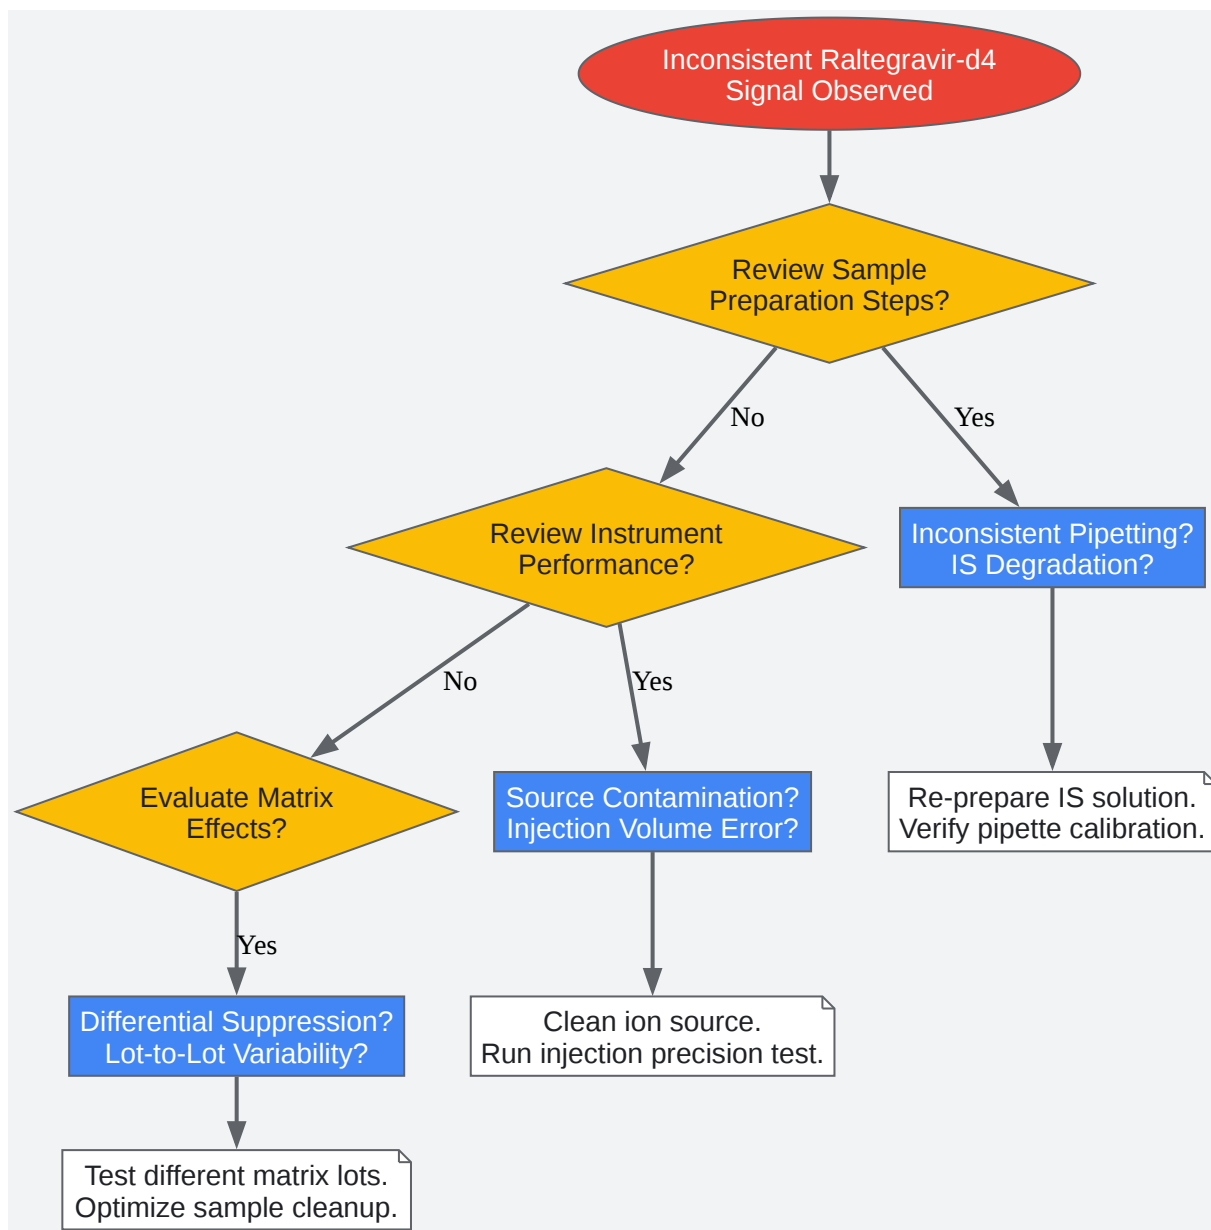 Inconsistent Raltegravir-d4
Signal Observed
Review Sample
Preparation Steps?
No
Yes
Review Instrument
Performance?
Inconsistent Pipetting?
IS Degradation?
No
Yes
Evaluate Matrix
Effects?
Source Contamination?
Injection Volume Error?
Re-prepare IS solution.
Verify pipette calibration.
Yes
Differential Suppression?
Lot-to-Lot Variability?
Clean ion source.
Run injection precision test.
Test different matrix lots.
Optimize sample cleanup.